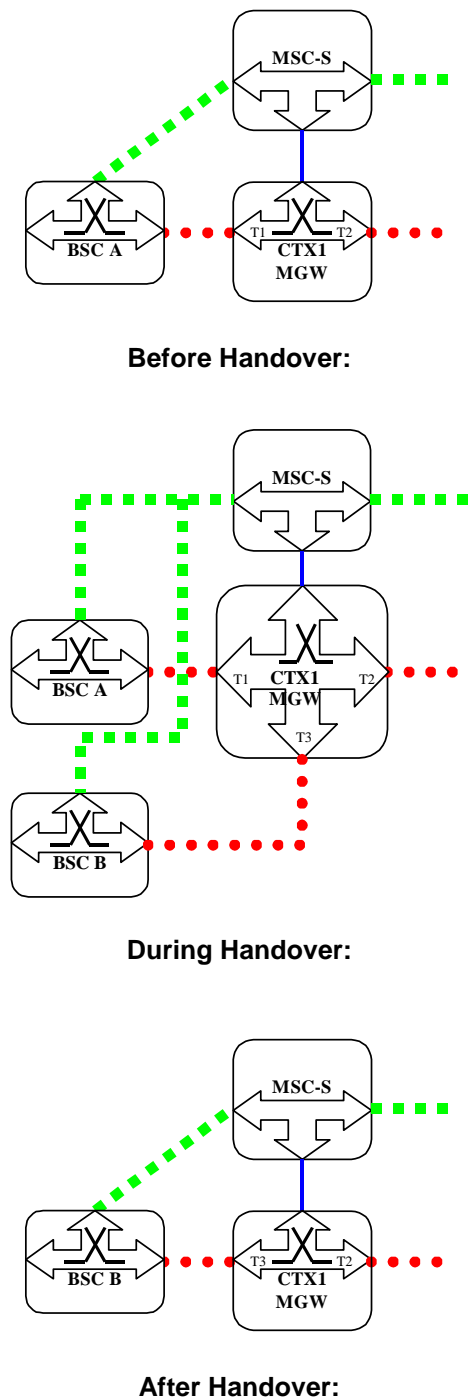 MSC-S
BSC A
T1
T2
CTX1
MGW
Before Handover:
MSC-S
BSC A
T1
CTX1
MGW
T2
T3
BSC B
During Handover:
MSC-S
BSC B
T3
T2
CTX1
MGW
After Handover: